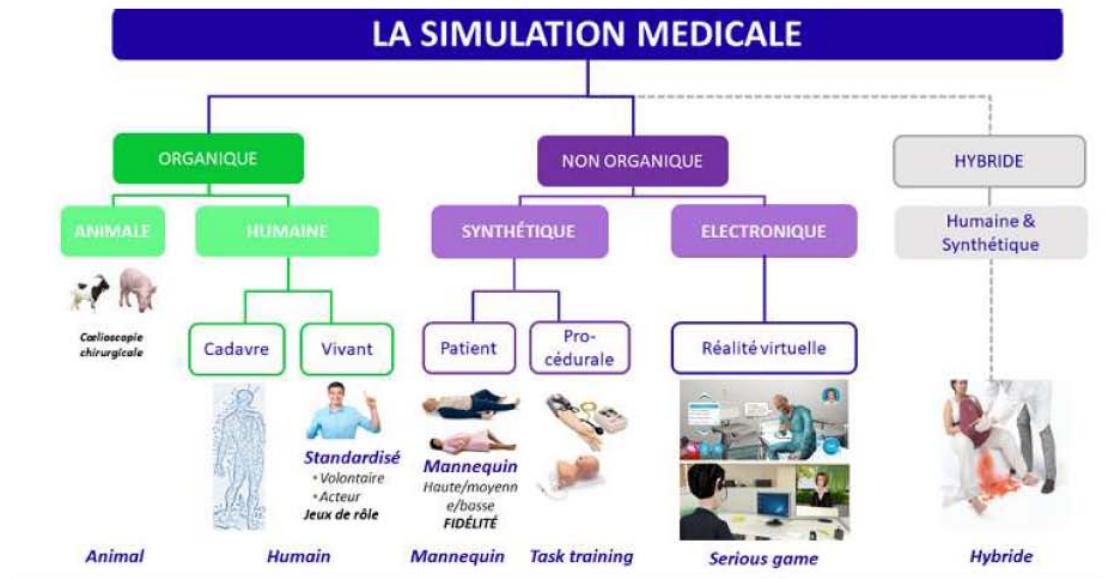 LA SIMULATION MEDICALE
ORGANIQUE
NON ORGANIQUE
HYBRIDE
ANIMALE
HUMAINE
SYNTHÉTIQUE
ELECTRONIQUE
Humaine &
Synthétique
Cœlioscopie
chirurgicale
Cadavre
Vivant
Patient
Pro-
cédurale
Réalité virtuelle
Standardisé
• Volontaire
• Acteur
Jeux de rôle
Mannequin
Haute/moyenn
e/basse
FIDÉLITÉ
Animal
Humain
Mannequin
Task training
Serious game
Hybride